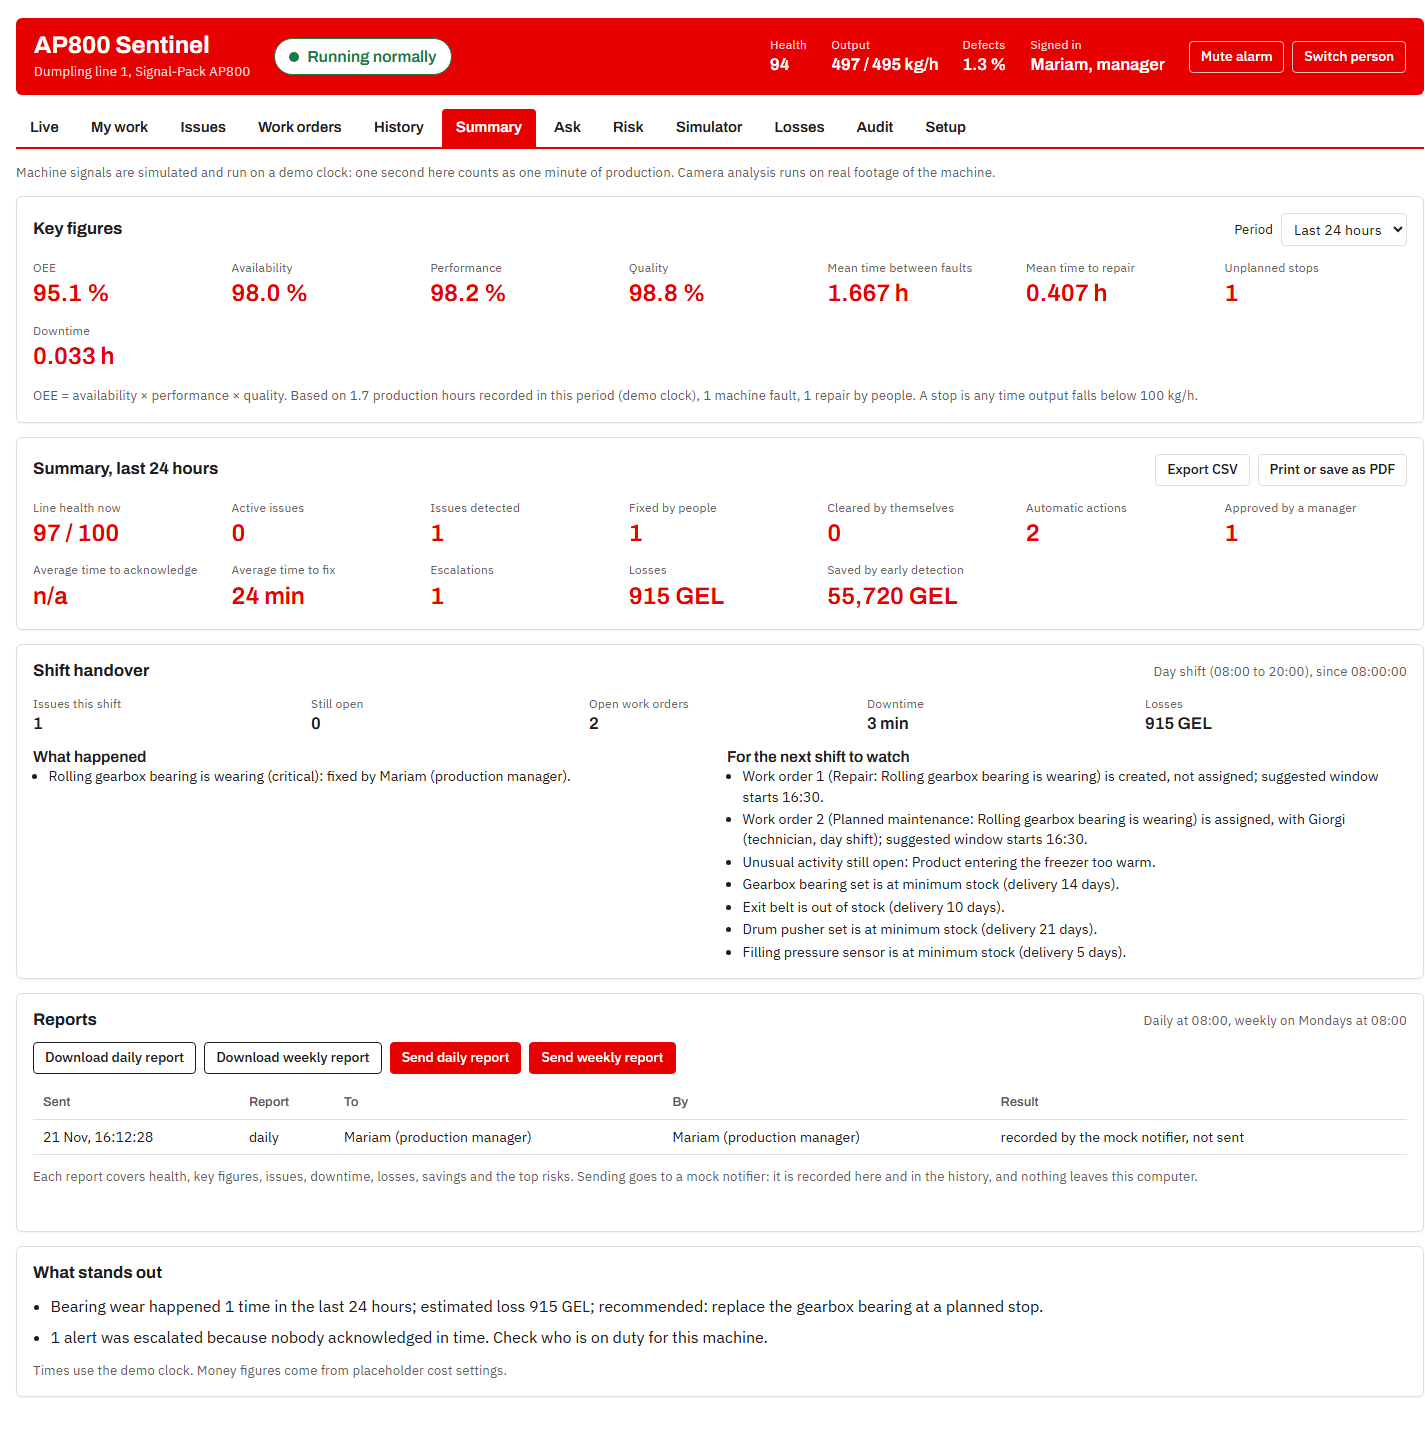 AP800 Sentinel
Dumpling line 1, Signal-Pack AP800
Running normally
Health
94
Output
497 / 495 kg/h
Defects
1.3 %
Signed in
Mariam, manager
Mute alarm
Switch person
Live
My work
Issues
Work orders
History
Summary
Ask
Risk
Simulator
Losses
Audit
Setup
Machine signals are simulated and run on a demo clock: one second here counts as one minute of production. Camera analysis runs on real footage of the machine.
Key figures
Period
Last 24 hours
OEE
95.1 %
Availability
98.0 %
Performance
98.2 %
Quality
98.8 %
Mean time between faults
1.667 h
Mean time to repair
0.407 h
Unplanned stops
1
Downtime
0.033 h
OEE = availability × performance × quality. Based on 1.7 production hours recorded in this period (demo clock), 1 machine fault, 1 repair by people. A stop is any time output falls below 100 kg/h.
Summary, last 24 hours
Export CSV
Print or save as PDF
Line health now
97 / 100
Active issues
0
Issues detected
1
Fixed by people
1
Cleared by themselves
0
Automatic actions
2
Approved by a manager
1
Average time to acknowledge
n/a
Average time to fix
24 min
Escalations
1
Losses
915 GEL
Saved by early detection
55,720 GEL
Shift handover
Day shift (08:00 to 20:00), since 08:00:00
Issues this shift
1
Still open
0
Open work orders
2
Downtime
3 min
Losses
915 GEL
What happened
• Rolling gearbox bearing is wearing (critical): fixed by Mariam (production manager).
For the next shift to watch
• Work order 1 (Repair: Rolling gearbox bearing is wearing) is created, not assigned; suggested window
starts 16:30.
• Work order 2 (Planned maintenance: Rolling gearbox bearing is wearing) is assigned, with Giorgi
(technician, day shift); suggested window starts 16:30.
• Unusual activity still open: Product entering the freezer too warm.
• Gearbox bearing set is at minimum stock (delivery 14 days).
• Exit belt is out of stock (delivery 10 days).
• Drum pusher set is at minimum stock (delivery 21 days).
• Filling pressure sensor is at minimum stock (delivery 5 days).
Reports
Daily at 08:00, weekly on Mondays at 08:00
Download daily report
Download weekly report
Send daily report
Send weekly report
Sent
Report
To
By
Result
21 Nov, 16:12:28
daily
Mariam (production manager)
Mariam (production manager)
recorded by the mock notifier, not sent
Each report covers health, key figures, issues, downtime, losses, savings and the top risks. Sending goes to a mock notifier: it is recorded here and in the history, and nothing leaves this computer.
What stands out
• Bearing wear happened 1 time in the last 24 hours; estimated loss 915 GEL; recommended: replace the gearbox bearing at a planned stop.
• 1 alert was escalated because nobody acknowledged in time. Check who is on duty for this machine.
Times use the demo clock. Money figures come from placeholder cost settings.